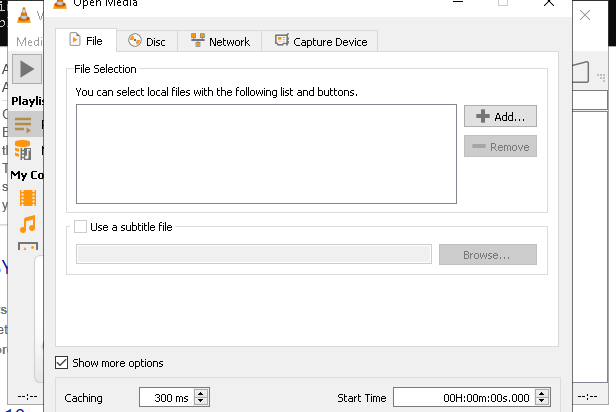 Open Media
Medi
File
Disc
Network
Capture Device
File Selection
You can select local files with the following list and buttons.
Add...
Remove
Playlis
My Co
Use a subtitle file
Browse...
Show more options
Caching
300 ms
Start Time
00H:00m:00s.000
--:--
--:--